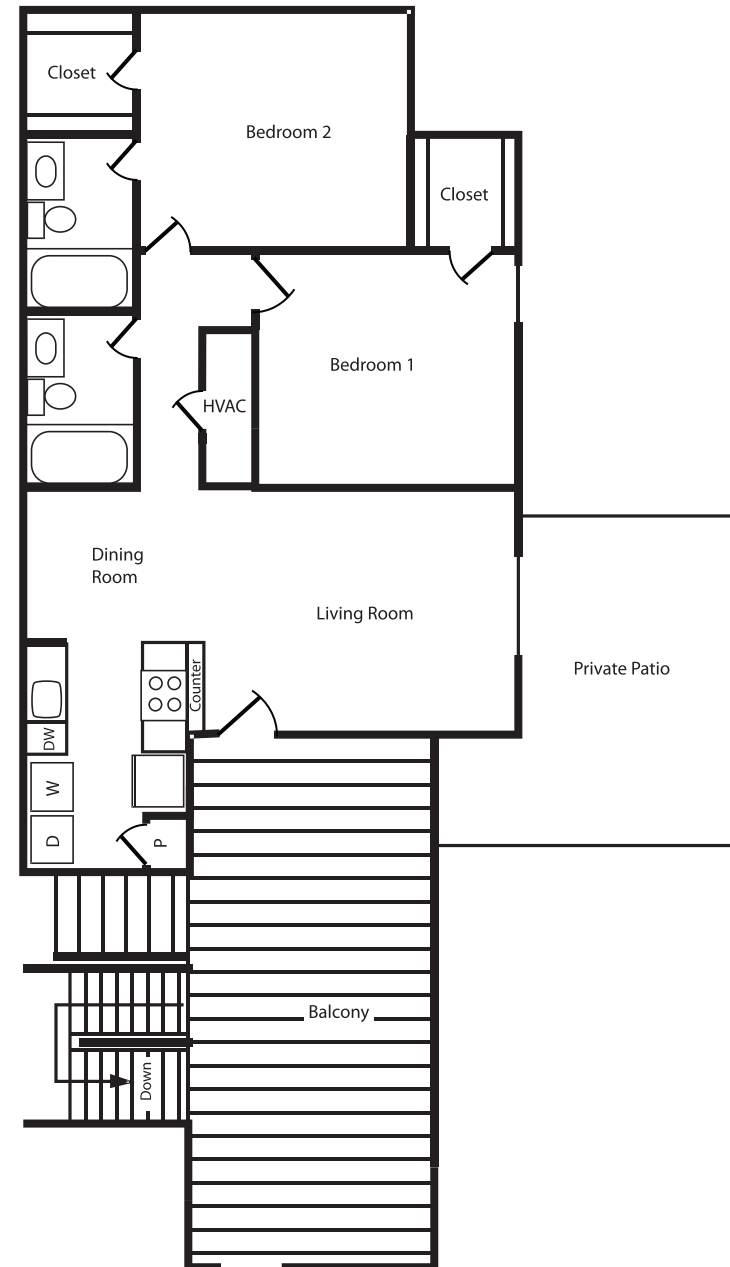 Closet
Bedroom 2
Closet
Bedroom 1
HVAC
Dining
Room
Living Room
Private Patio
Counter
DW
W
D
P
Balcony
Down